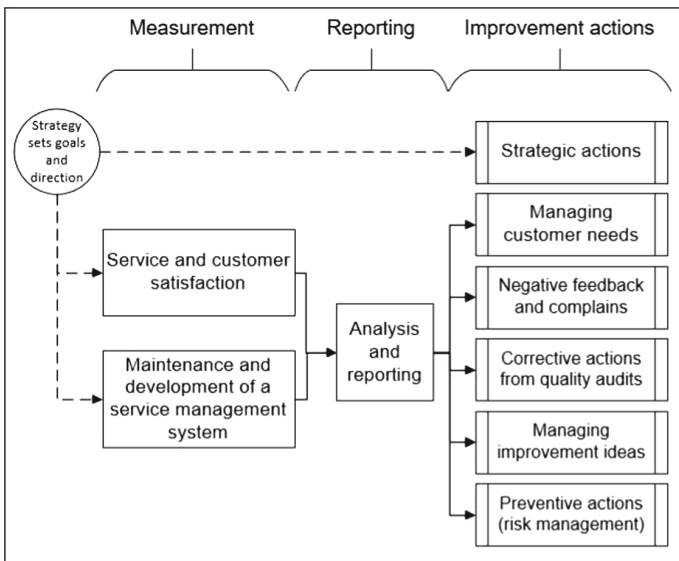 Measurement
Reporting
Improvement actions
Strategy
sets goals
and
direction
Strategic actions
Managing
customer needs
Service and customer
satisfaction
Negative feedback
and complains
Analysis
and
reporting
Maintenance and
development of a
service management
system
Corrective actions
from quality audits
Managing
improvement ideas
Preventive actions
(risk management)